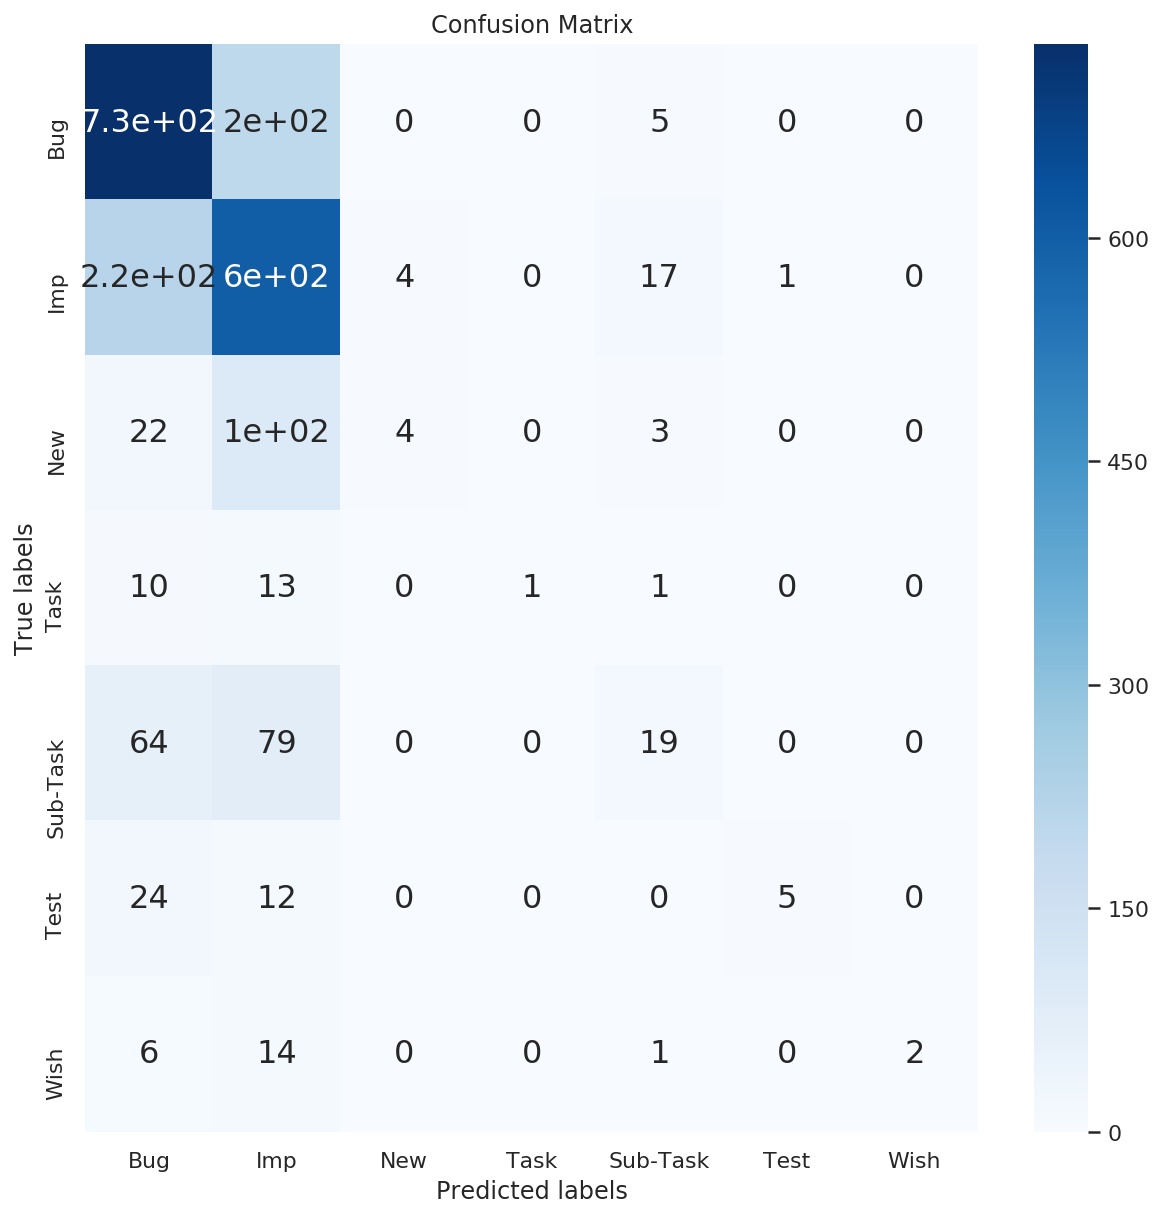 Confusion Matrix
True labels
Bug 7.3e+02 2e+02 0 0 5 0 0
Imp 2.2e+02 6e+02 4 0 17 1 0
New 22 1e+02 4 0 3 0 0
Task 10 13 0 1 1 0 0
Sub-Task 64 79 0 0 19 0 0
Test 24 12 0 0 0 5 0
Wish 6 14 0 0 1 0 2
Bug Imp New Task Sub-Task Test Wish
Predicted labels
600
450
300
150
0